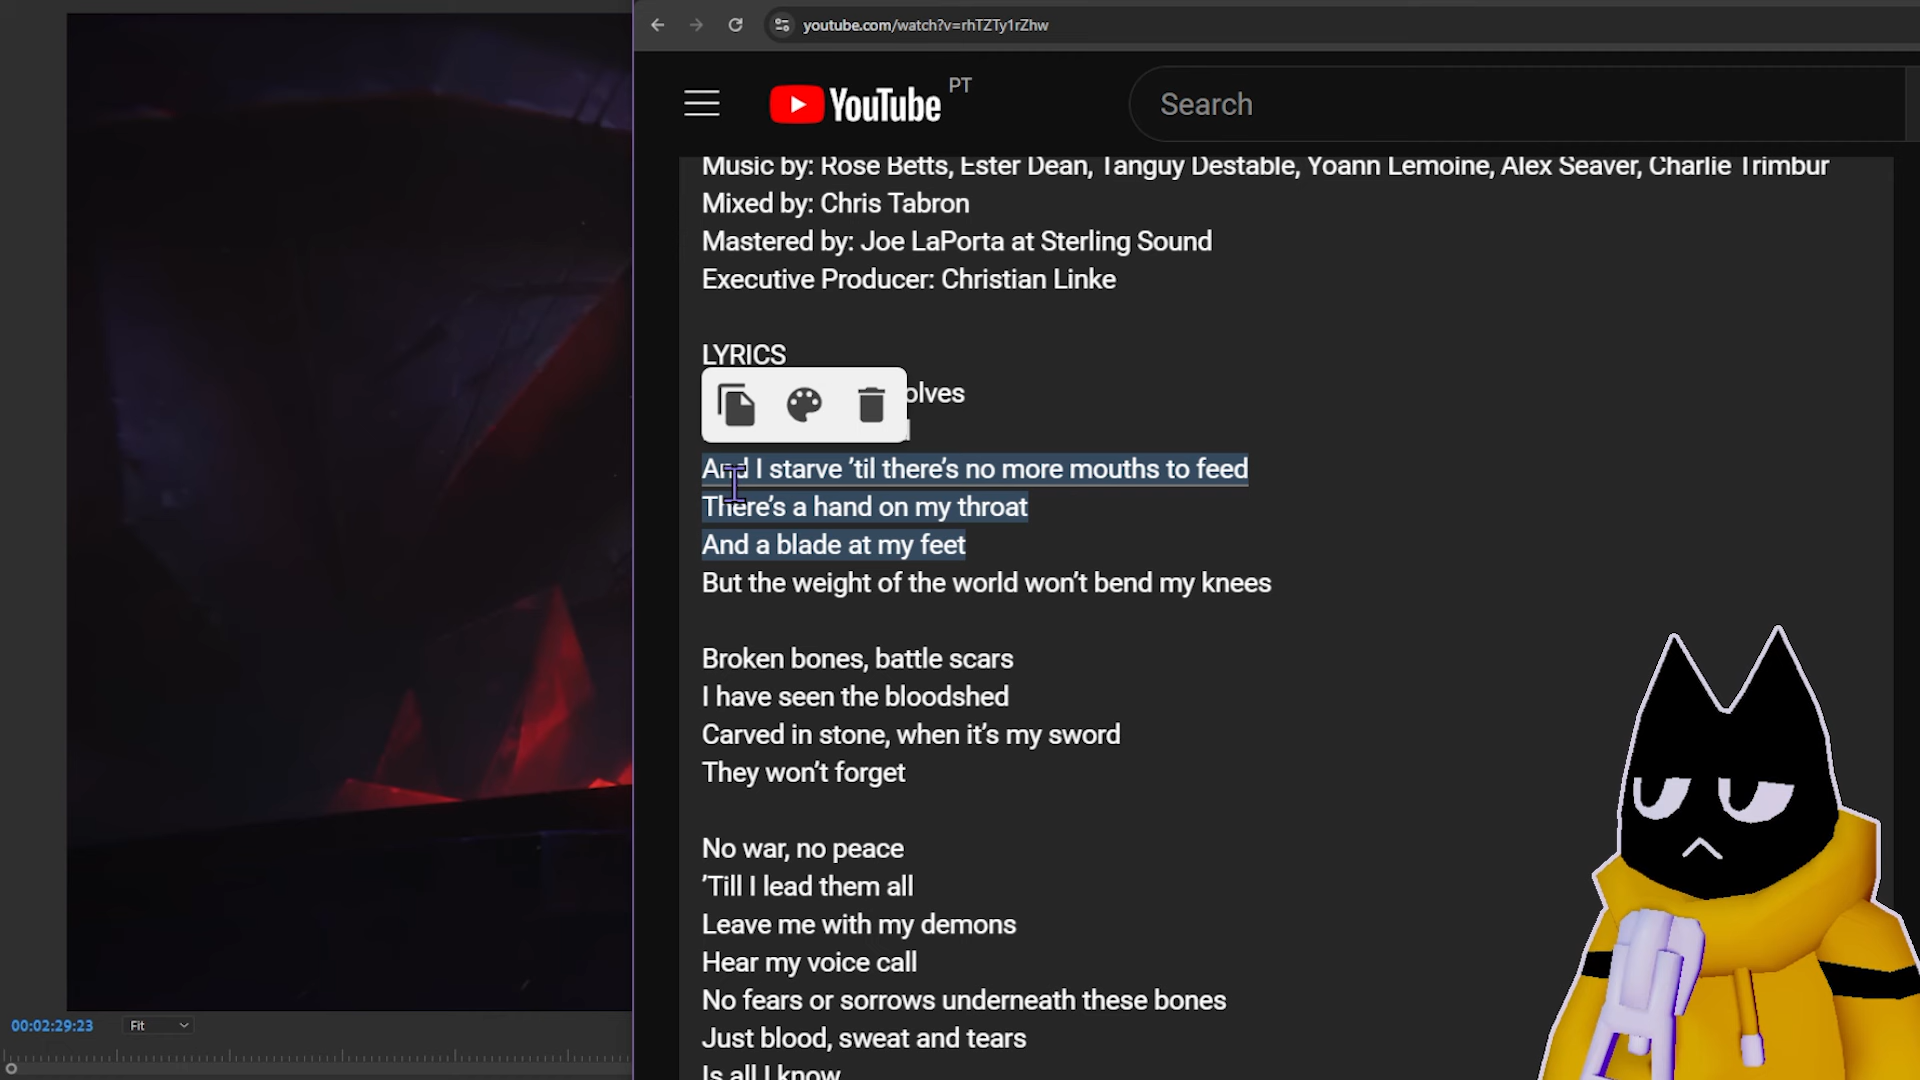 youtube.com/watch?v=rhTZTy1rZhw
YouTube PT
Search
Music by: Rose Betts, Ester Dean, Tanguy Destable, Yoann Lemoine, Alex Seaver, Charlie Trimbur
Mixed by: Chris Tabron
Mastered by: Joe LaPorta at Sterling Sound
Executive Producer: Christian Linke
LYRICS
olves
And I starve ’til there’s no more mouths to feed
There’s a hand on my throat
And a blade at my feet
But the weight of the world won’t bend my knees
Broken bones, battle scars
I have seen the bloodshed
Carved in stone, when it’s my sword
They won’t forget
No war, no peace
’Till I lead them all
Leave me with my demons
Hear my voice call
No fears or sorrows underneath these bones
Just blood, sweat and tears
Is all I know
00:02:29:23
Fit